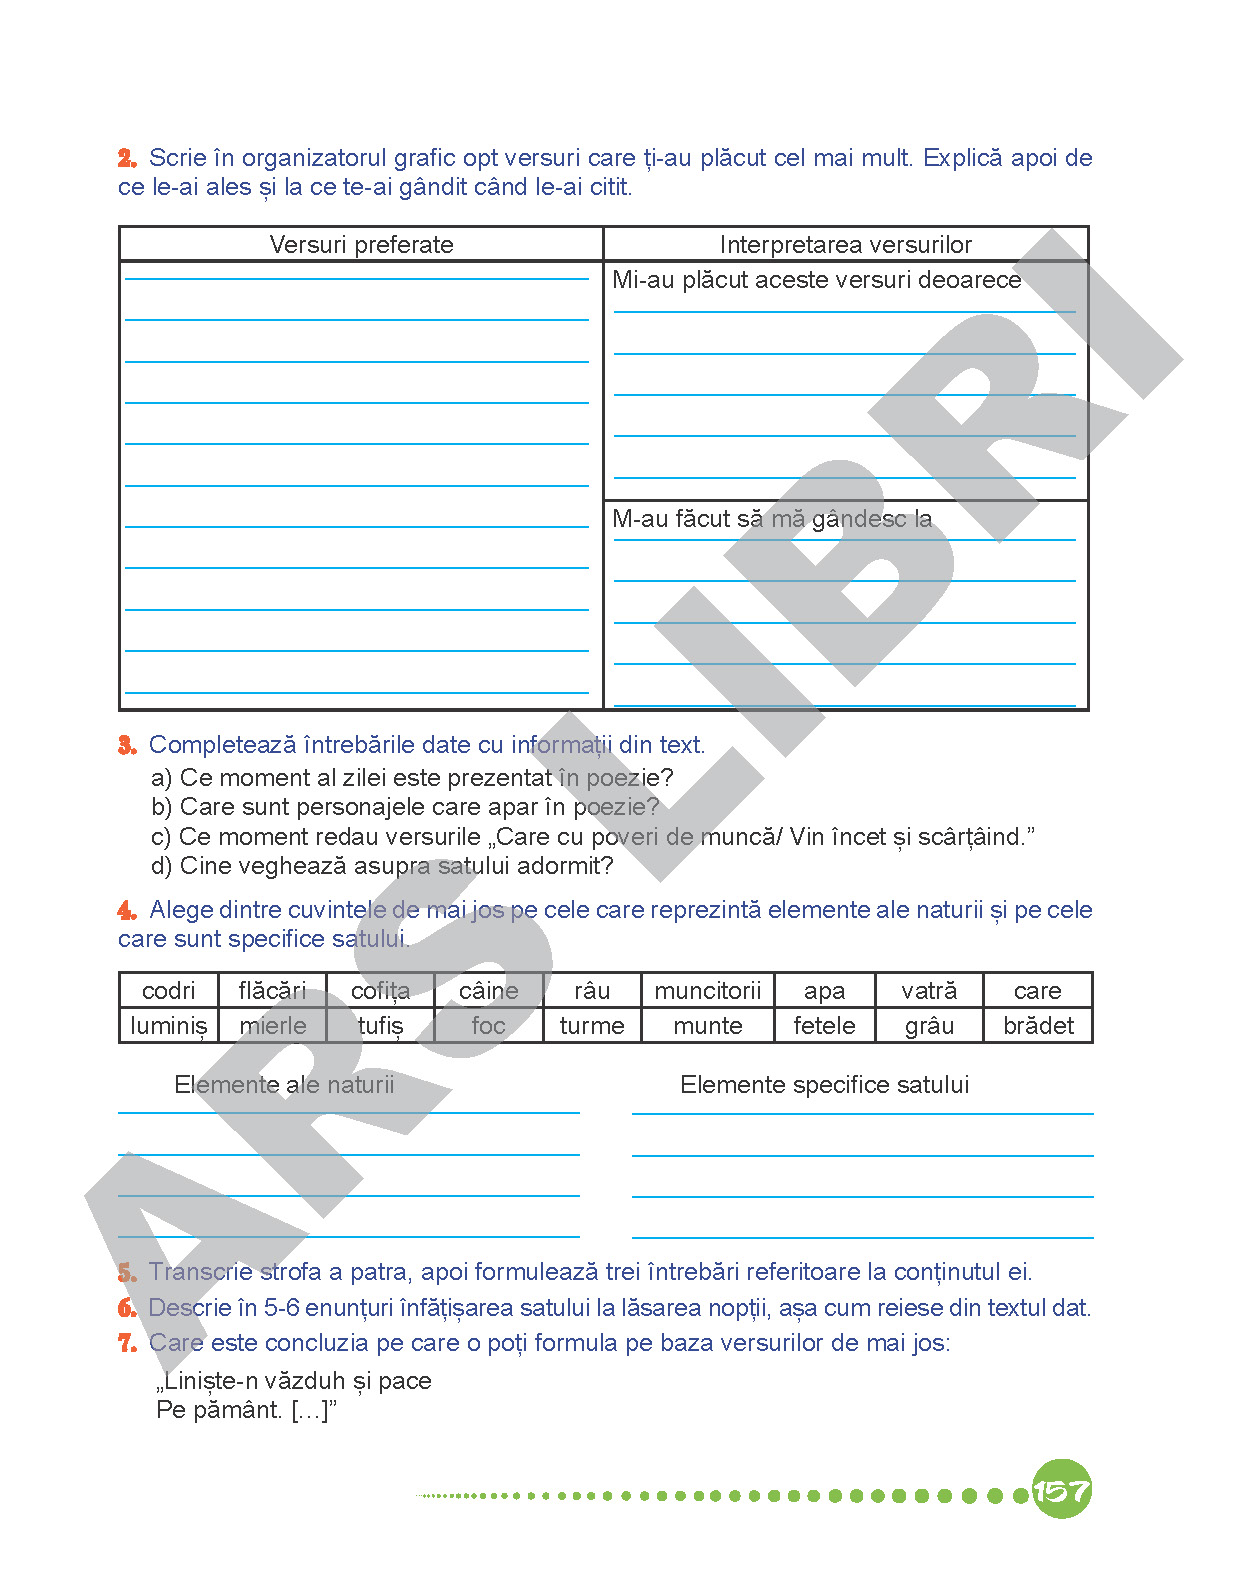 2. Scrie în organizatorul grafic opt versuri care ți-au plăcut cel mai mult. Explică apoi de
ce le-ai ales și la ce te-ai gândit când le-ai citit.
Versuri preferate
Interpretarea versurilor
Mi-au plăcut aceste versuri deoarece
M-au făcut să mă gândesc la
3. Completează întrebările date cu informații din text.
a) Ce moment al zilei este prezentat în poezie?
b) Care sunt personajele care apar în poezie?
c) Ce moment redau versurile „Care cu poveri de muncă/ Vin încet și scârțâind.”
d) Cine veghează asupra satului adormit?
4. Alege dintre cuvintele de mai jos pe cele care reprezintă elemente ale naturii și pe cele
care sunt specifice satului.
codri flăcări cofița câine râu muncitorii apa vatră care
luminiș mierle tufiș foc turme munte fetele grâu brădet
Elemente ale naturii
Elemente specifice satului
5. Transcrie strofa a patra, apoi formulează trei întrebări referitoare la conținutul ei.
6. Descrie în 5-6 enunțuri înfățișarea satului la lăsarea nopții, așa cum reiese din textul dat.
7. Care este concluzia pe care o poți formula pe baza versurilor de mai jos:
„Liniște-n văzduh și pace
Pe pământ. [...]”
157
ARS LIBRI